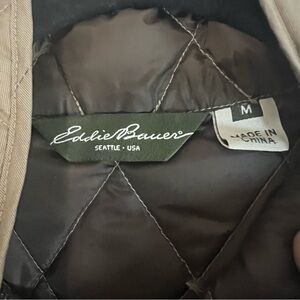 Eddie Bauer
SEATTLE • USA
M
MADE IN
CHINA